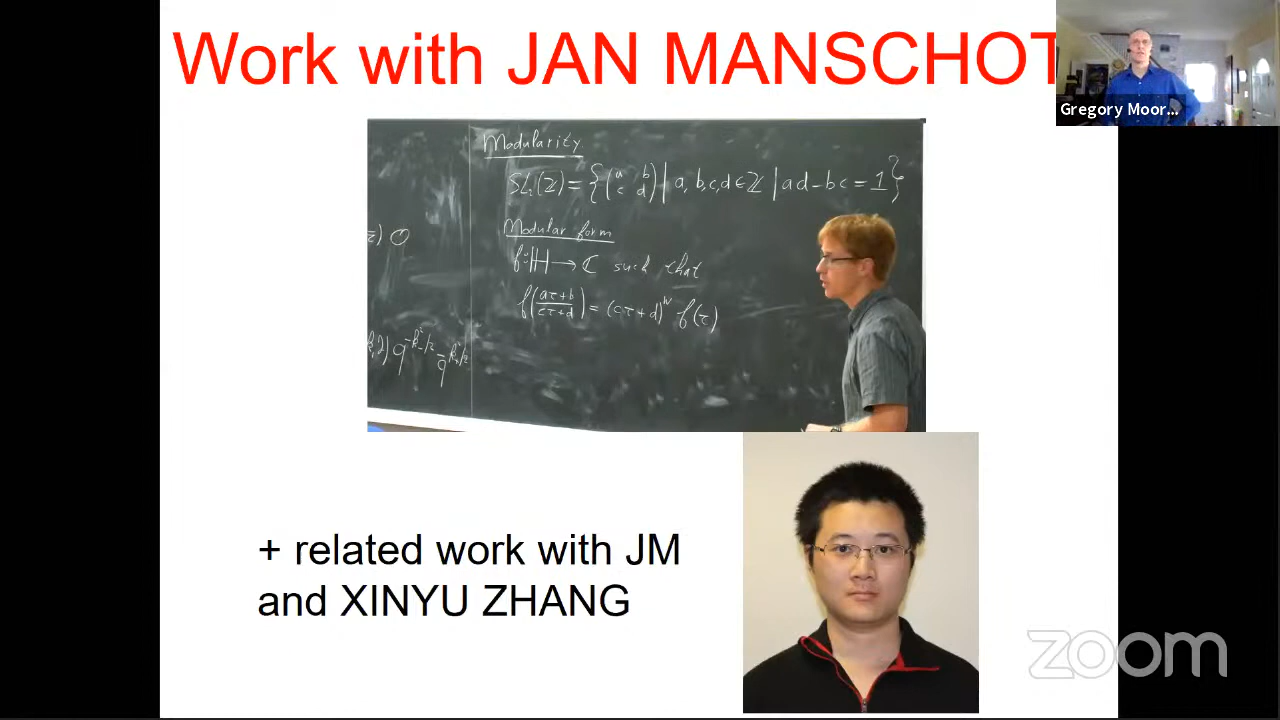 Work with JAN MANSCHOT
Gregory Moor...
Modularity
SL₂(ℤ) = { (a b c d) | a, b, c, d ∈ ℤ | ad - bc = 1 }
Modular form
f: ℍ → ℂ such that
f((aτ+b)/(cτ+d)) = (cτ+d)^w f(τ)
+ related work with JM
and XINYU ZHANG
zoom